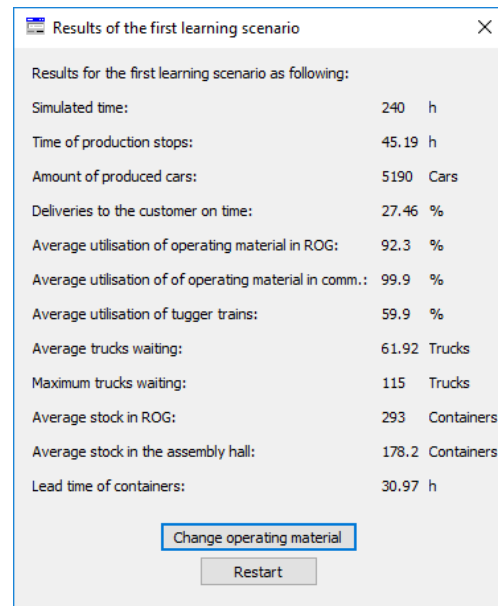 Results of the first learning scenario
Results for the first learning scenario as following:
Simulated time: 240 h
Time of production stops: 45.19 h
Amount of produced cars: 5190 Cars
Deliveries to the customer on time: 27.46 %
Average utilisation of operating material in ROG: 92.3 %
Average utilisation of of operating material in comm.: 99.9 %
Average utilisation of tugger trains: 59.9 %
Average trucks waiting: 61.92 Trucks
Maximum trucks waiting: 115 Trucks
Average stock in ROG: 293 Containers
Average stock in the assembly hall: 178.2 Containers
Lead time of containers: 30.97 h
Change operating material
Restart